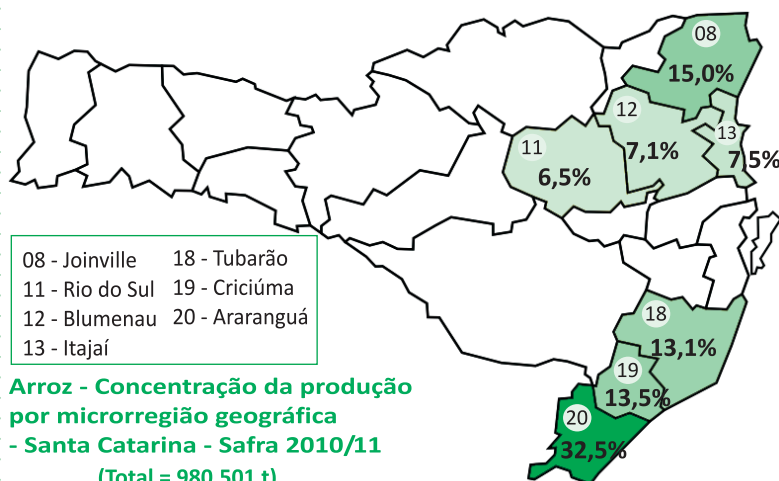 08
15,0%
12
7,1%
13
7,5%
11
6,5%
08 - Joinville
11 - Rio do Sul
12 - Blumenau
13 - Itajaí
18 - Tubarão
19 - Criciúma
20 - Araranguá
18
13,1%
19
13,5%
20
32,5%
Arroz - Concentração da produção
por microrregião geográfica
- Santa Catarina - Safra 2010/11
(Total = 980.501 t)